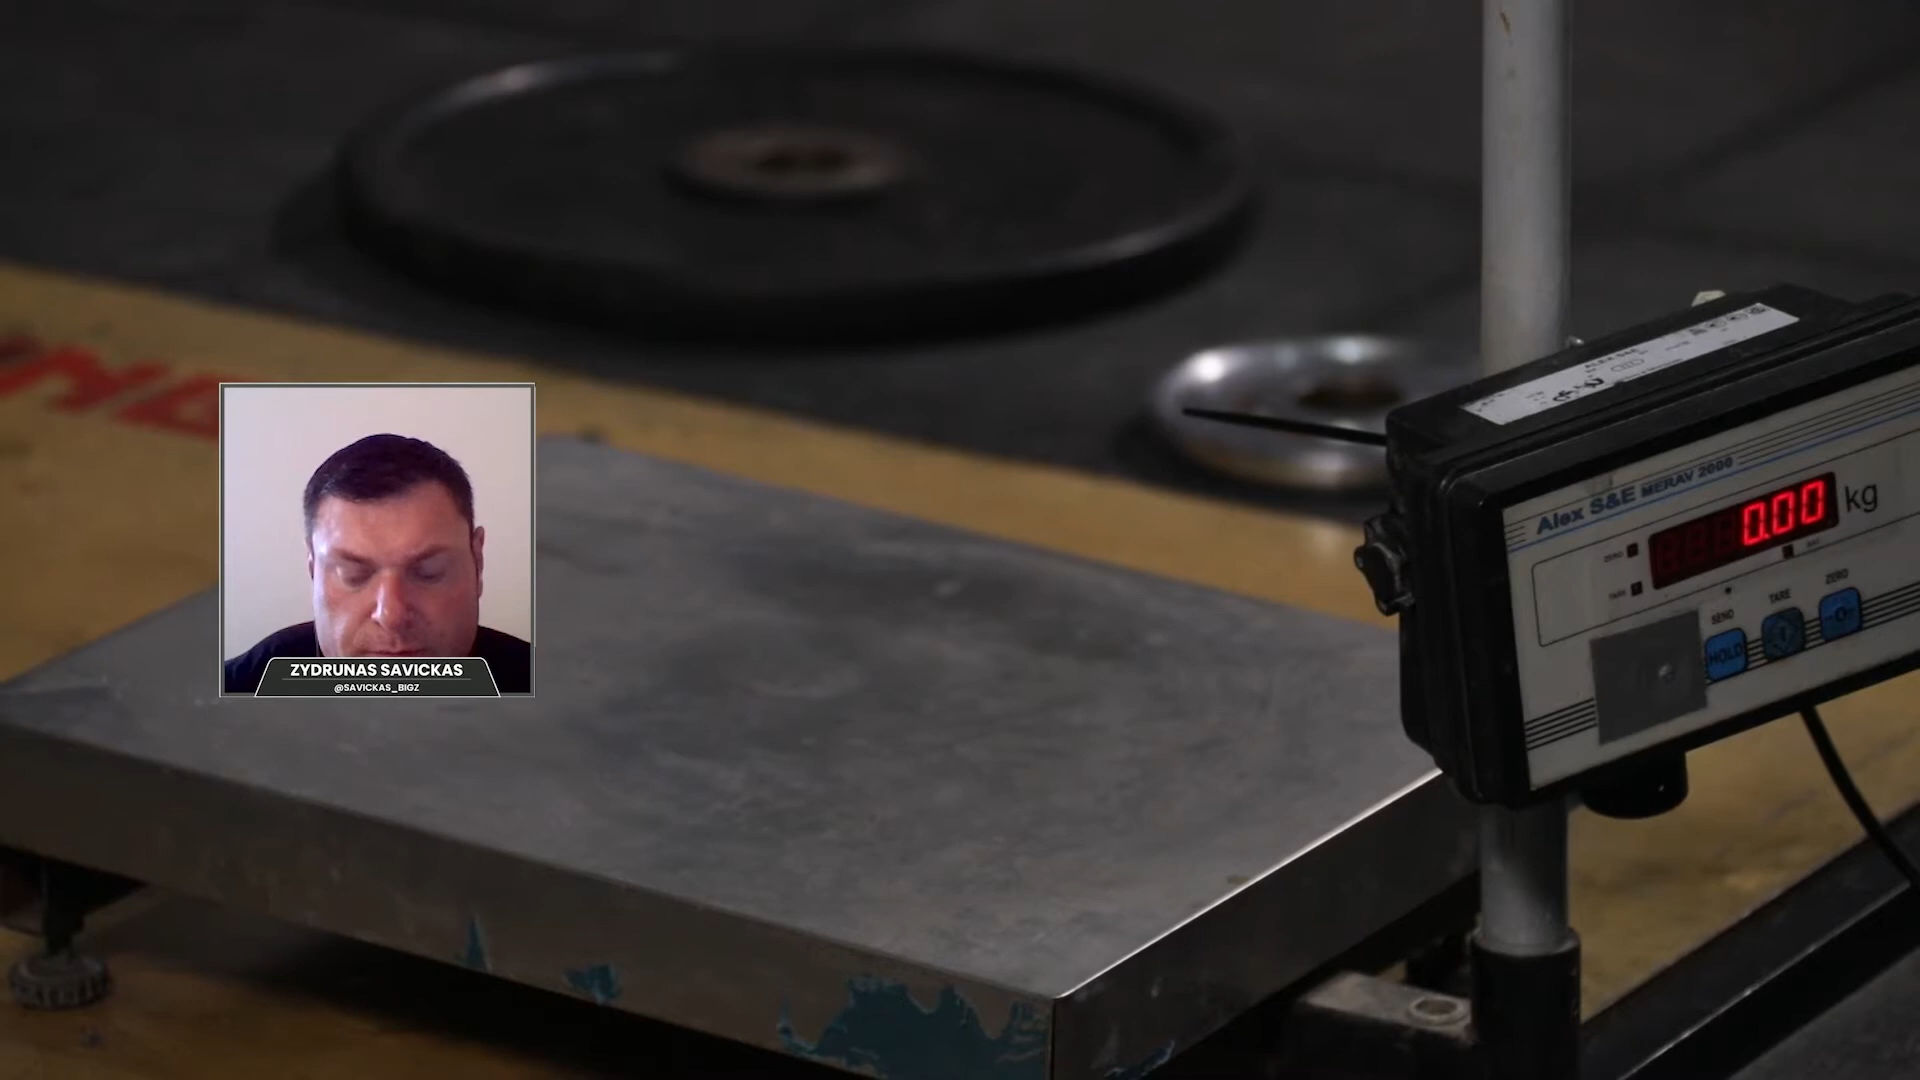 ZYDRUNAS SAVICKAS
@SAVICKAS_BIGZ
Alex S&E MERAV 2000
0.00 kg
ZERO
TARE
SEND
TARE
ZERO
HOLD